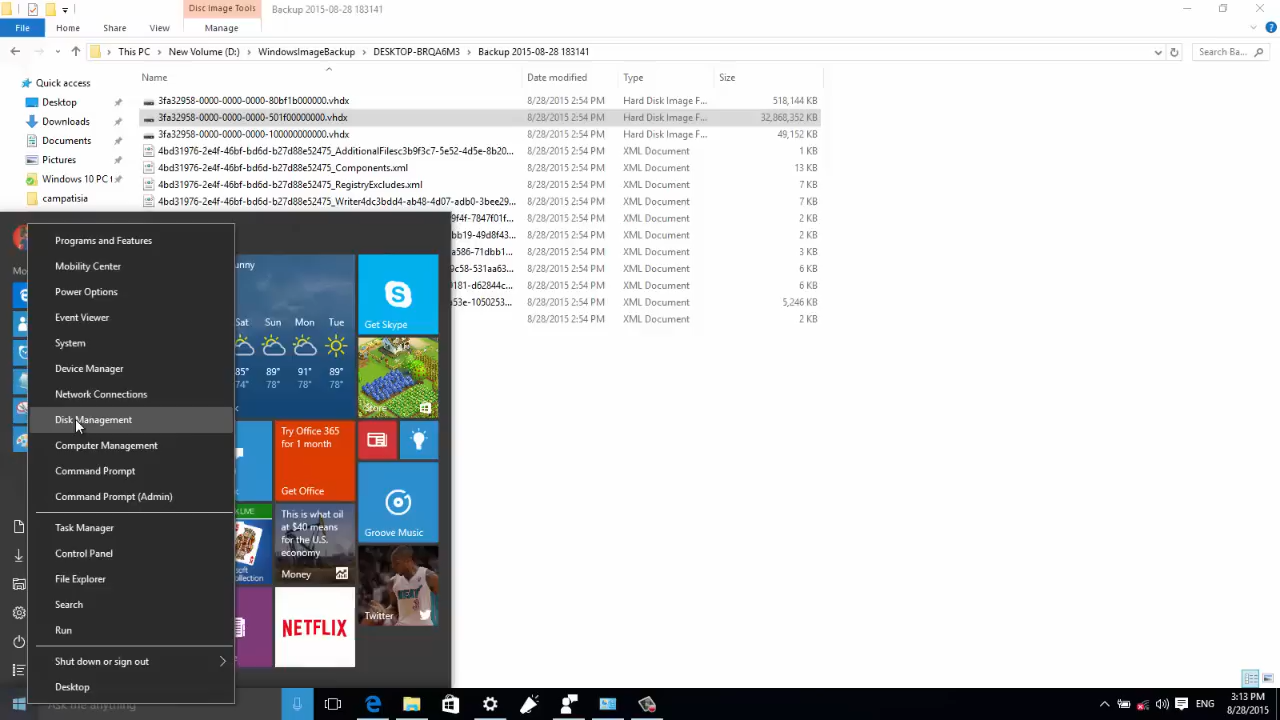 Disc Image Tools
Backup 2015-08-28 183141
File
Home
Share
View
Manage
This PC
New Volume (D:)
WindowsImageBackup
DESKTOP-BRQA6M3
Backup 2015-08-28 183141
Search Ba...
Name
Date modified
Type
Size
Quick access
Desktop
Downloads
Documents
Pictures
Windows 10 PC
campatisia
3fa32958-0000-0000-0000-80bf1b000000.vhdx 8/28/2015 2:54 PM Hard Disk Image F... 518,144 KB
3fa32958-0000-0000-0000-501f00000000.vhdx 8/28/2015 2:54 PM Hard Disk Image F... 32,868,352 KB
3fa32958-0000-0000-0000-100000000000.vhdx 8/28/2015 2:54 PM Hard Disk Image F... 49,152 KB
4bd31976-2e4f-46bf-bd6d-b27d88e52475_AdditionalFilesc3b9f3c7-5e52-4d5e-8b20... 8/28/2015 2:54 PM XML Document 1 KB
4bd31976-2e4f-46bf-bd6d-b27d88e52475_Components.xml 8/28/2015 2:54 PM XML Document 13 KB
4bd31976-2e4f-46bf-bd6d-b27d88e52475_RegistryExcludes.xml 8/28/2015 2:54 PM XML Document 7 KB
4bd31976-2e4f-46bf-bd6d-b27d88e52475_Writer4dc3bdd4-ab48-4d07-adb0-3bee296... 8/28/2015 2:54 PM XML Document 7 KB
9f4f-7847f01f... 8/28/2015 2:54 PM XML Document 2 KB
bb19-49d8f43... 8/28/2015 2:54 PM XML Document 2 KB
a586-71dbb1... 8/28/2015 2:54 PM XML Document 3 KB
9c58-531aa63... 8/28/2015 2:54 PM XML Document 6 KB
9181-d62844c... 8/28/2015 2:54 PM XML Document 6 KB
a53e-1050253... 8/28/2015 2:54 PM XML Document 5,246 KB
8/28/2015 2:54 PM XML Document 2 KB
Programs and Features
Mobility Center
Power Options
Event Viewer
System
Device Manager
Network Connections
Disk Management
Computer Management
Command Prompt
Command Prompt (Admin)
Task Manager
Control Panel
File Explorer
Search
Run
Shut down or sign out
Desktop
unny
Sat Sun Mon Tue
85° 89° 91° 89°
74° 78° 78° 78°
Get Skype
Store
Try Office 365
for 1 month
Get Office
Groove Music
LIVE
soft
ollection
This is what oil
at $40 means
for the U.S.
economy
Money
Twitter
NETFLIX
Ask me anything
ENG
3:13 PM
8/28/2015